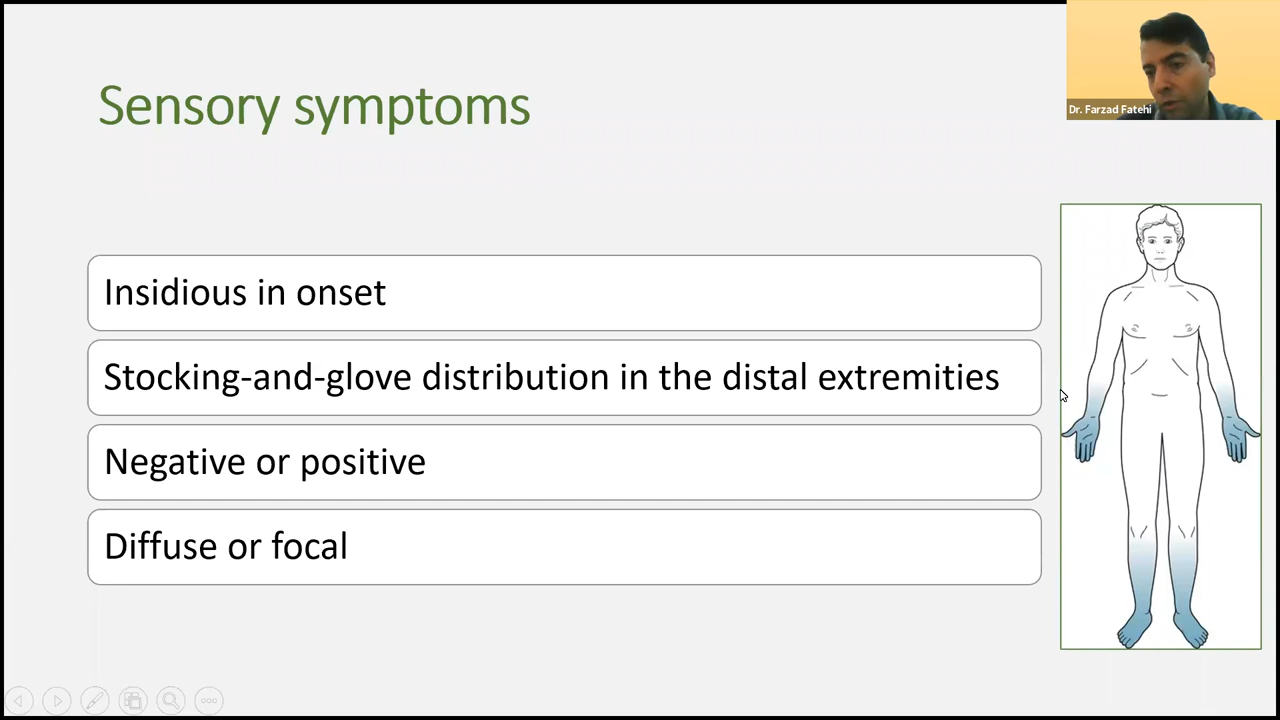 Sensory symptoms
Dr. Farzad Fatehi
Insidious in onset
Stocking-and-glove distribution in the distal extremities
Negative or positive
Diffuse or focal